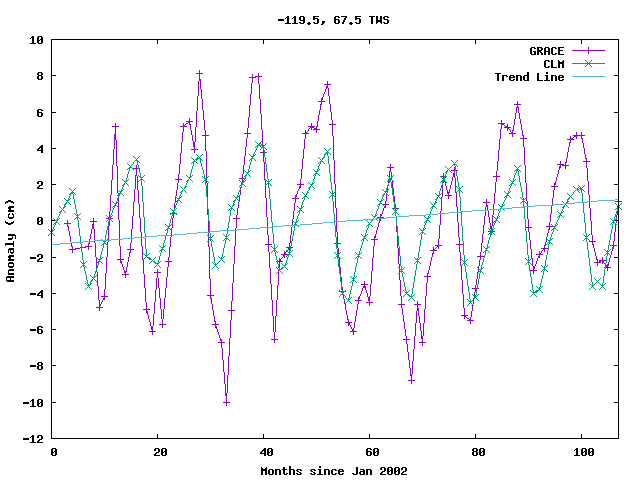 -119.5, 67.5 TWS
GRACE
CLM
Trend Line
10
8
6
4
2
0
-2
-4
-6
-8
-10
-12
Anomaly (cm)
0 20 40 60 80 100
Months since Jan 2002